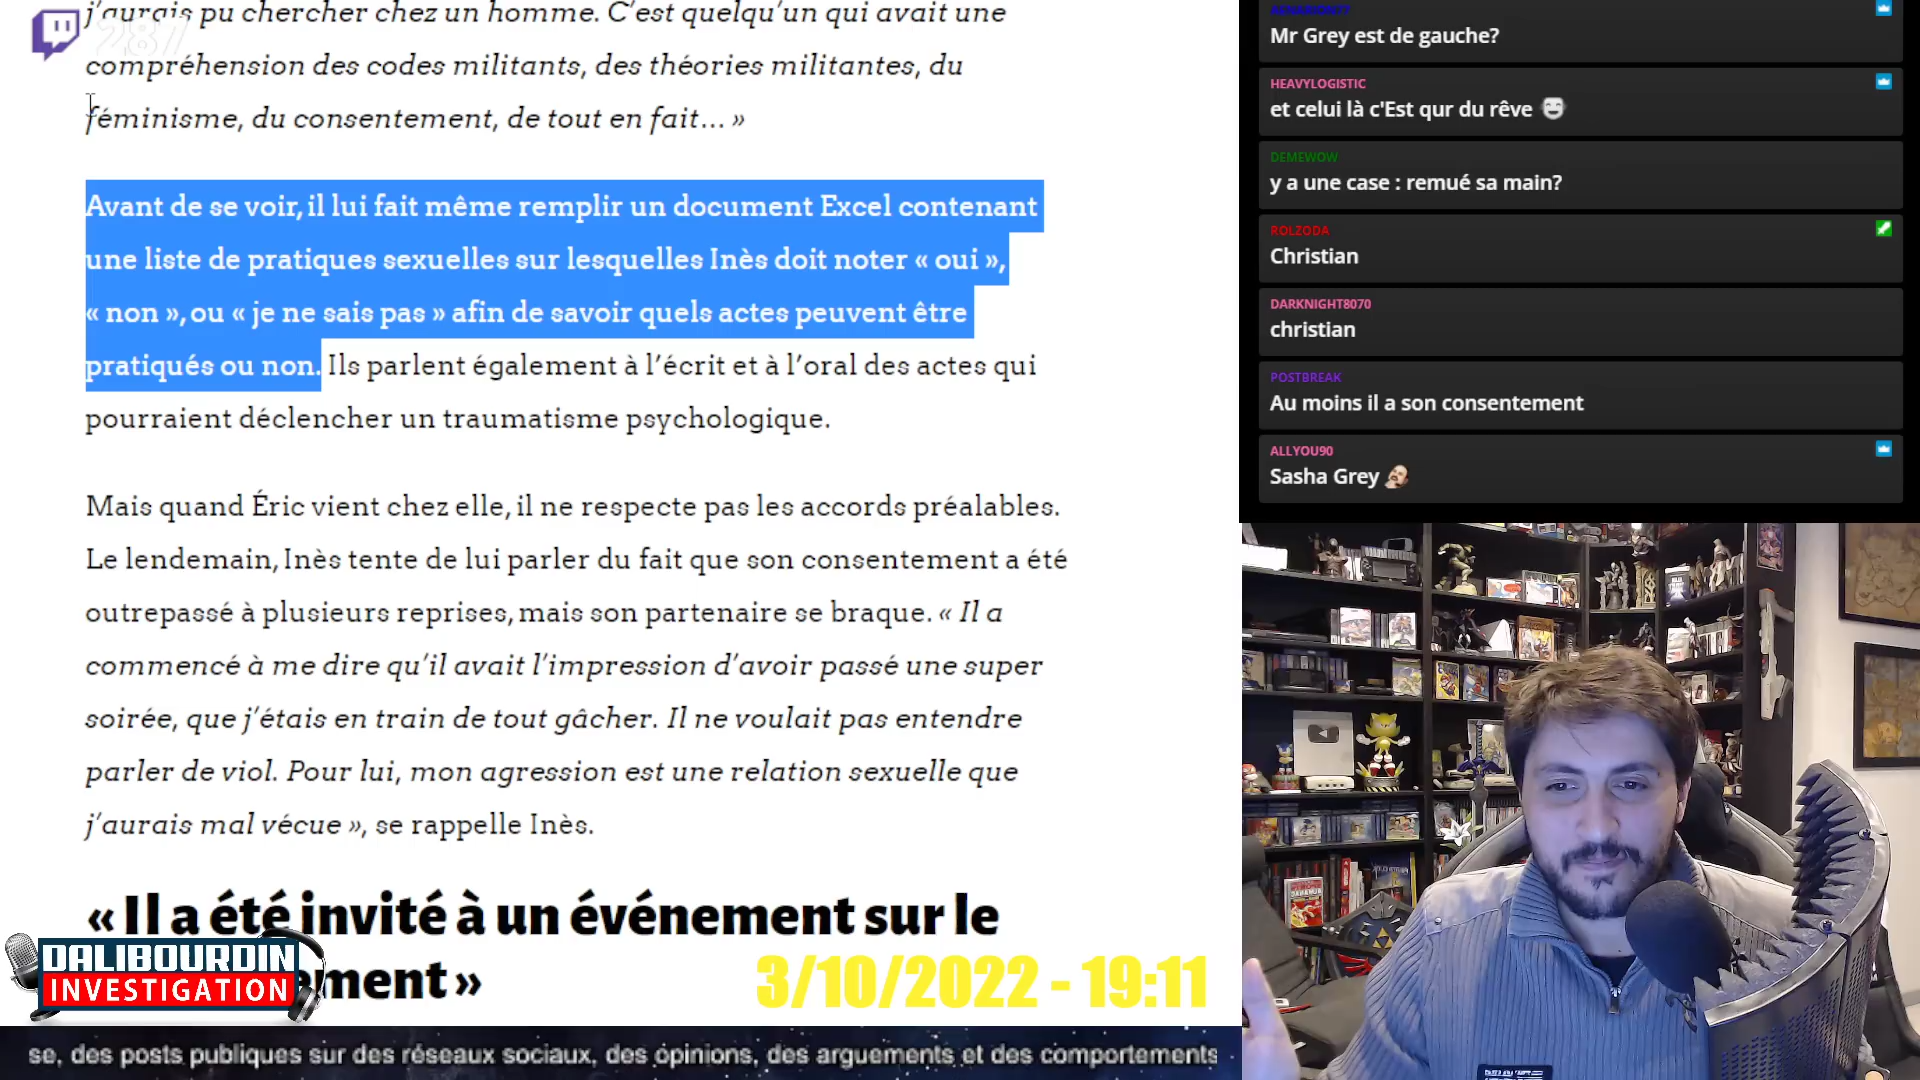 j’aurais pu chercher chez un homme. C’est quelqu’un qui avait une
287
compréhension des codes militants, des théories militantes, du
féminisme, du consentement, de tout en fait… »
Avant de se voir, il lui fait même remplir un document Excel contenant
une liste de pratiques sexuelles sur lesquelles Inès doit noter « oui »,
« non », ou « je ne sais pas » afin de savoir quels actes peuvent être
pratiqués ou non. Ils parlent également à l’écrit et à l’oral des actes qui
pourraient déclencher un traumatisme psychologique.
Mais quand Éric vient chez elle, il ne respecte pas les accords préalables.
Le lendemain, Inès tente de lui parler du fait que son consentement a été
outrepassé à plusieurs reprises, mais son partenaire se braque. « Il a
commencé à me dire qu’il avait l’impression d’avoir passé une super
soirée, que j’étais en train de tout gâcher. Il ne voulait pas entendre
parler de viol. Pour lui, mon agression est une relation sexuelle que
j’aurais mal vécue », se rappelle Inès.
« Il a été invité à un événement sur le
ement »
DALIBOURDIN
INVESTIGATION
3/10/2022 - 19:11
se, des posts publiques sur des réseaux sociaux, des opinions, des arguements et des comportements
Mr Grey est de gauche?
HEAVYLOGISTIC
et celui là c'Est qur du rêve
DEMEWOW
y a une case : remué sa main?
ROLZODA
Christian
DARKNIGHT8070
christian
POSTBREAK
Au moins il a son consentement
ALLYOU90
Sasha Grey